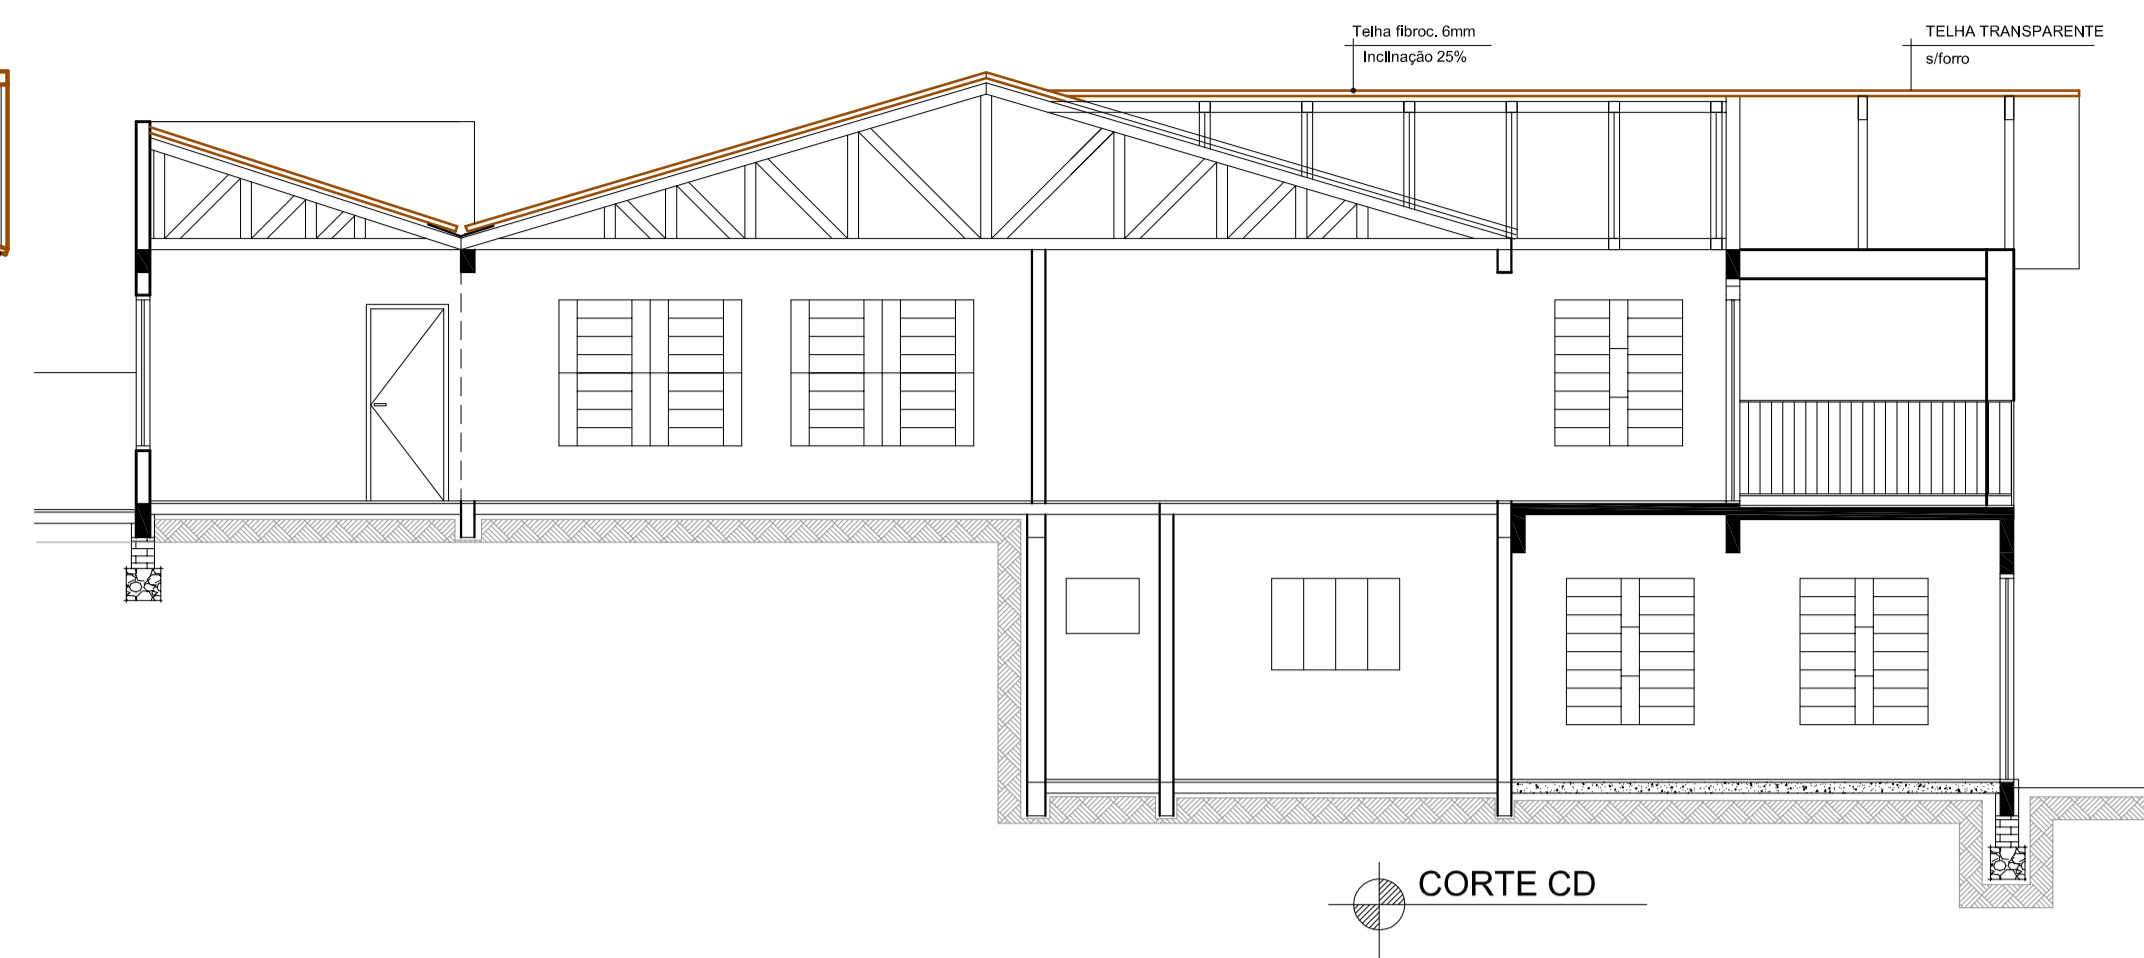 Telha fibroc. 6mm
Inclinação 25%
TELHA TRANSPARENTE
s/forro
CORTE CD